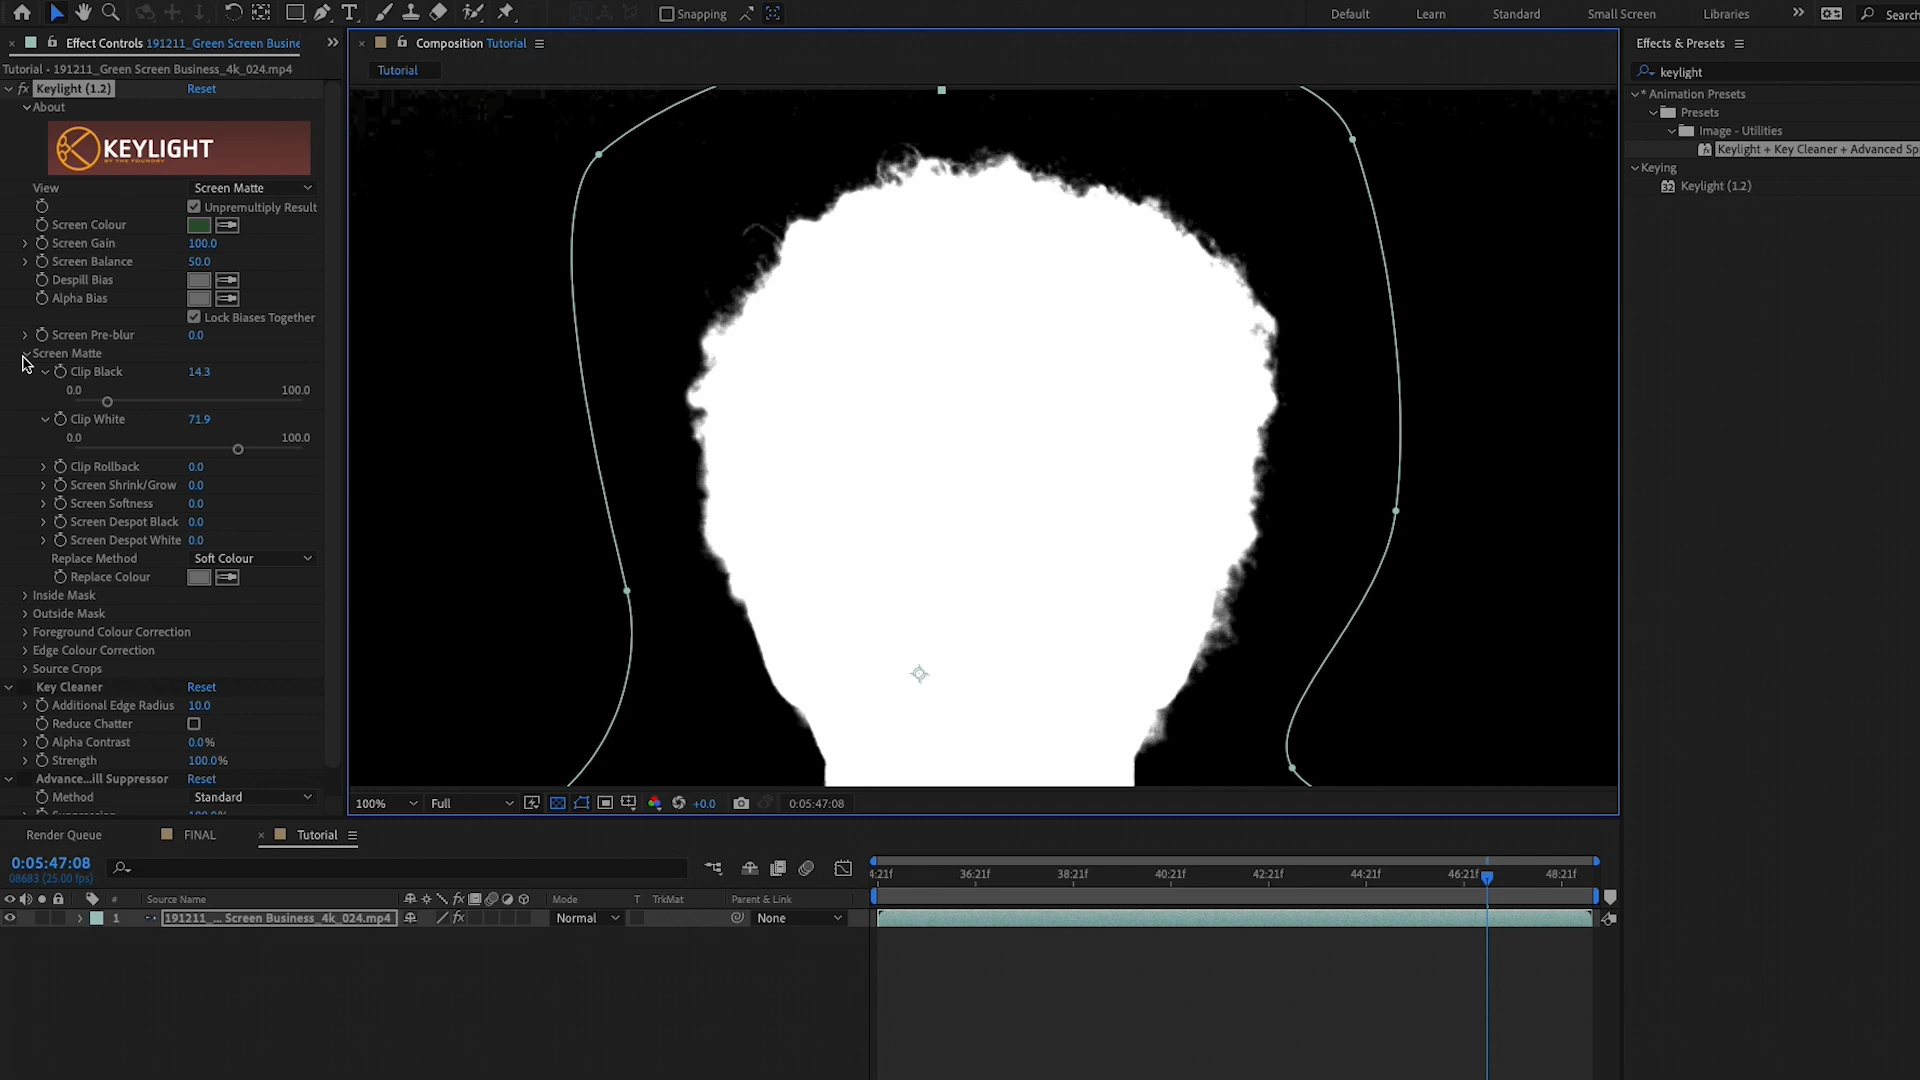 Snapping
Default
Learn
Standard
Small Screen
Libraries
Search
Effect Controls 191211_Green Screen Busine
Composition Tutorial
Effects & Presets
Tutorial - 191211_Green Screen Business_4k_024.mp4
Tutorial
keylight
Keylight (1.2)
Reset
* Animation Presets
About
Presets
Image - Utilities
KEYLIGHT
BY THE FOUNDRY
Keylight + Key Cleaner + Advanced Sp
Keying
View
Screen Matte
Keylight (1.2)
Unpremultiply Result
Screen Colour
Screen Gain
100.0
Screen Balance
50.0
Despill Bias
Alpha Bias
Lock Biases Together
Screen Pre-blur
0.0
Screen Matte
Clip Black
14.3
0.0
100.0
Clip White
71.9
0.0
100.0
Clip Rollback
0.0
Screen Shrink/Grow
0.0
Screen Softness
0.0
Screen Despot Black
0.0
Screen Despot White
0.0
Replace Method
Soft Colour
Replace Colour
Inside Mask
Outside Mask
Foreground Colour Correction
Edge Colour Correction
Source Crops
Key Cleaner
Reset
Additional Edge Radius
10.0
Reduce Chatter
Alpha Contrast
0.0%
Strength
100.0%
Advance...ill Suppressor
Reset
Method
Standard
100%
Full
+0.0
0:05:47:08
Render Queue
FINAL
Tutorial
0:05:47:08
08683 (25.00 fps)
4:21f
36:21f
38:21f
40:21f
42:21f
44:21f
46:21f
48:21f
#
Source Name
Mode
T
TrkMat
Parent & Link
1
191211_... Screen Business_4k_024.mp4
Normal
None